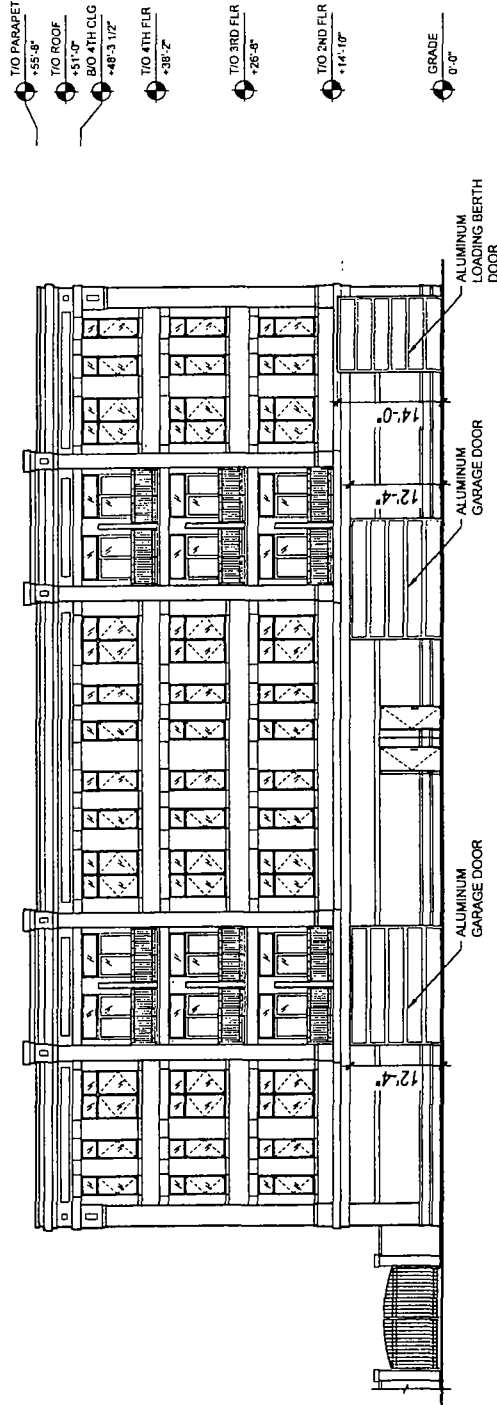 T/O PARAPET
+55'-8"
T/O ROOF
+51'-0"
B/O 4TH CLG
+48'-3 1/2"
T/O 4TH FLR
+38'-2"
T/O 3RD FLR
+26'-6"
T/O 2ND FLR
+14'-10"
GRADE
0'-0"
12'-4"
ALUMINUM
GARAGE DOOR
12'-4"
ALUMINUM
GARAGE DOOR
14'-0"
ALUMINUM
LOADING BERTH
DOOR